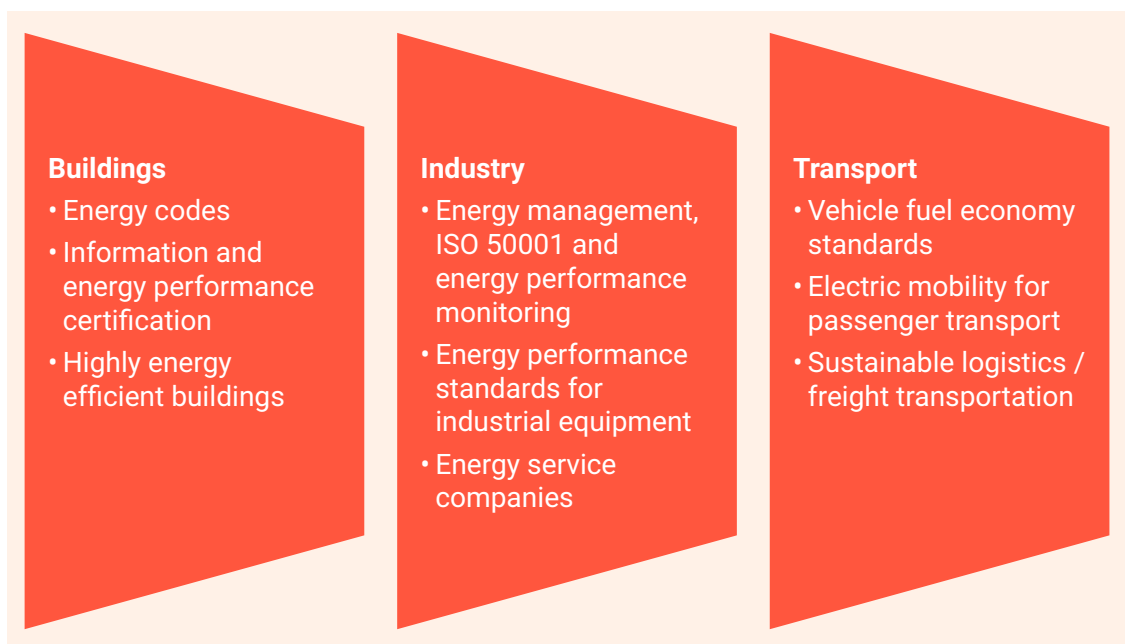 Buildings
• Energy codes
• Information and
energy performance
certification
• Highly energy
efficient buildings
Industry
• Energy management,
ISO 50001 and
energy performance
monitoring
• Energy performance
standards for
industrial equipment
• Energy service
companies
Transport
• Vehicle fuel economy
standards
• Electric mobility for
passenger transport
• Sustainable logistics /
freight transportation